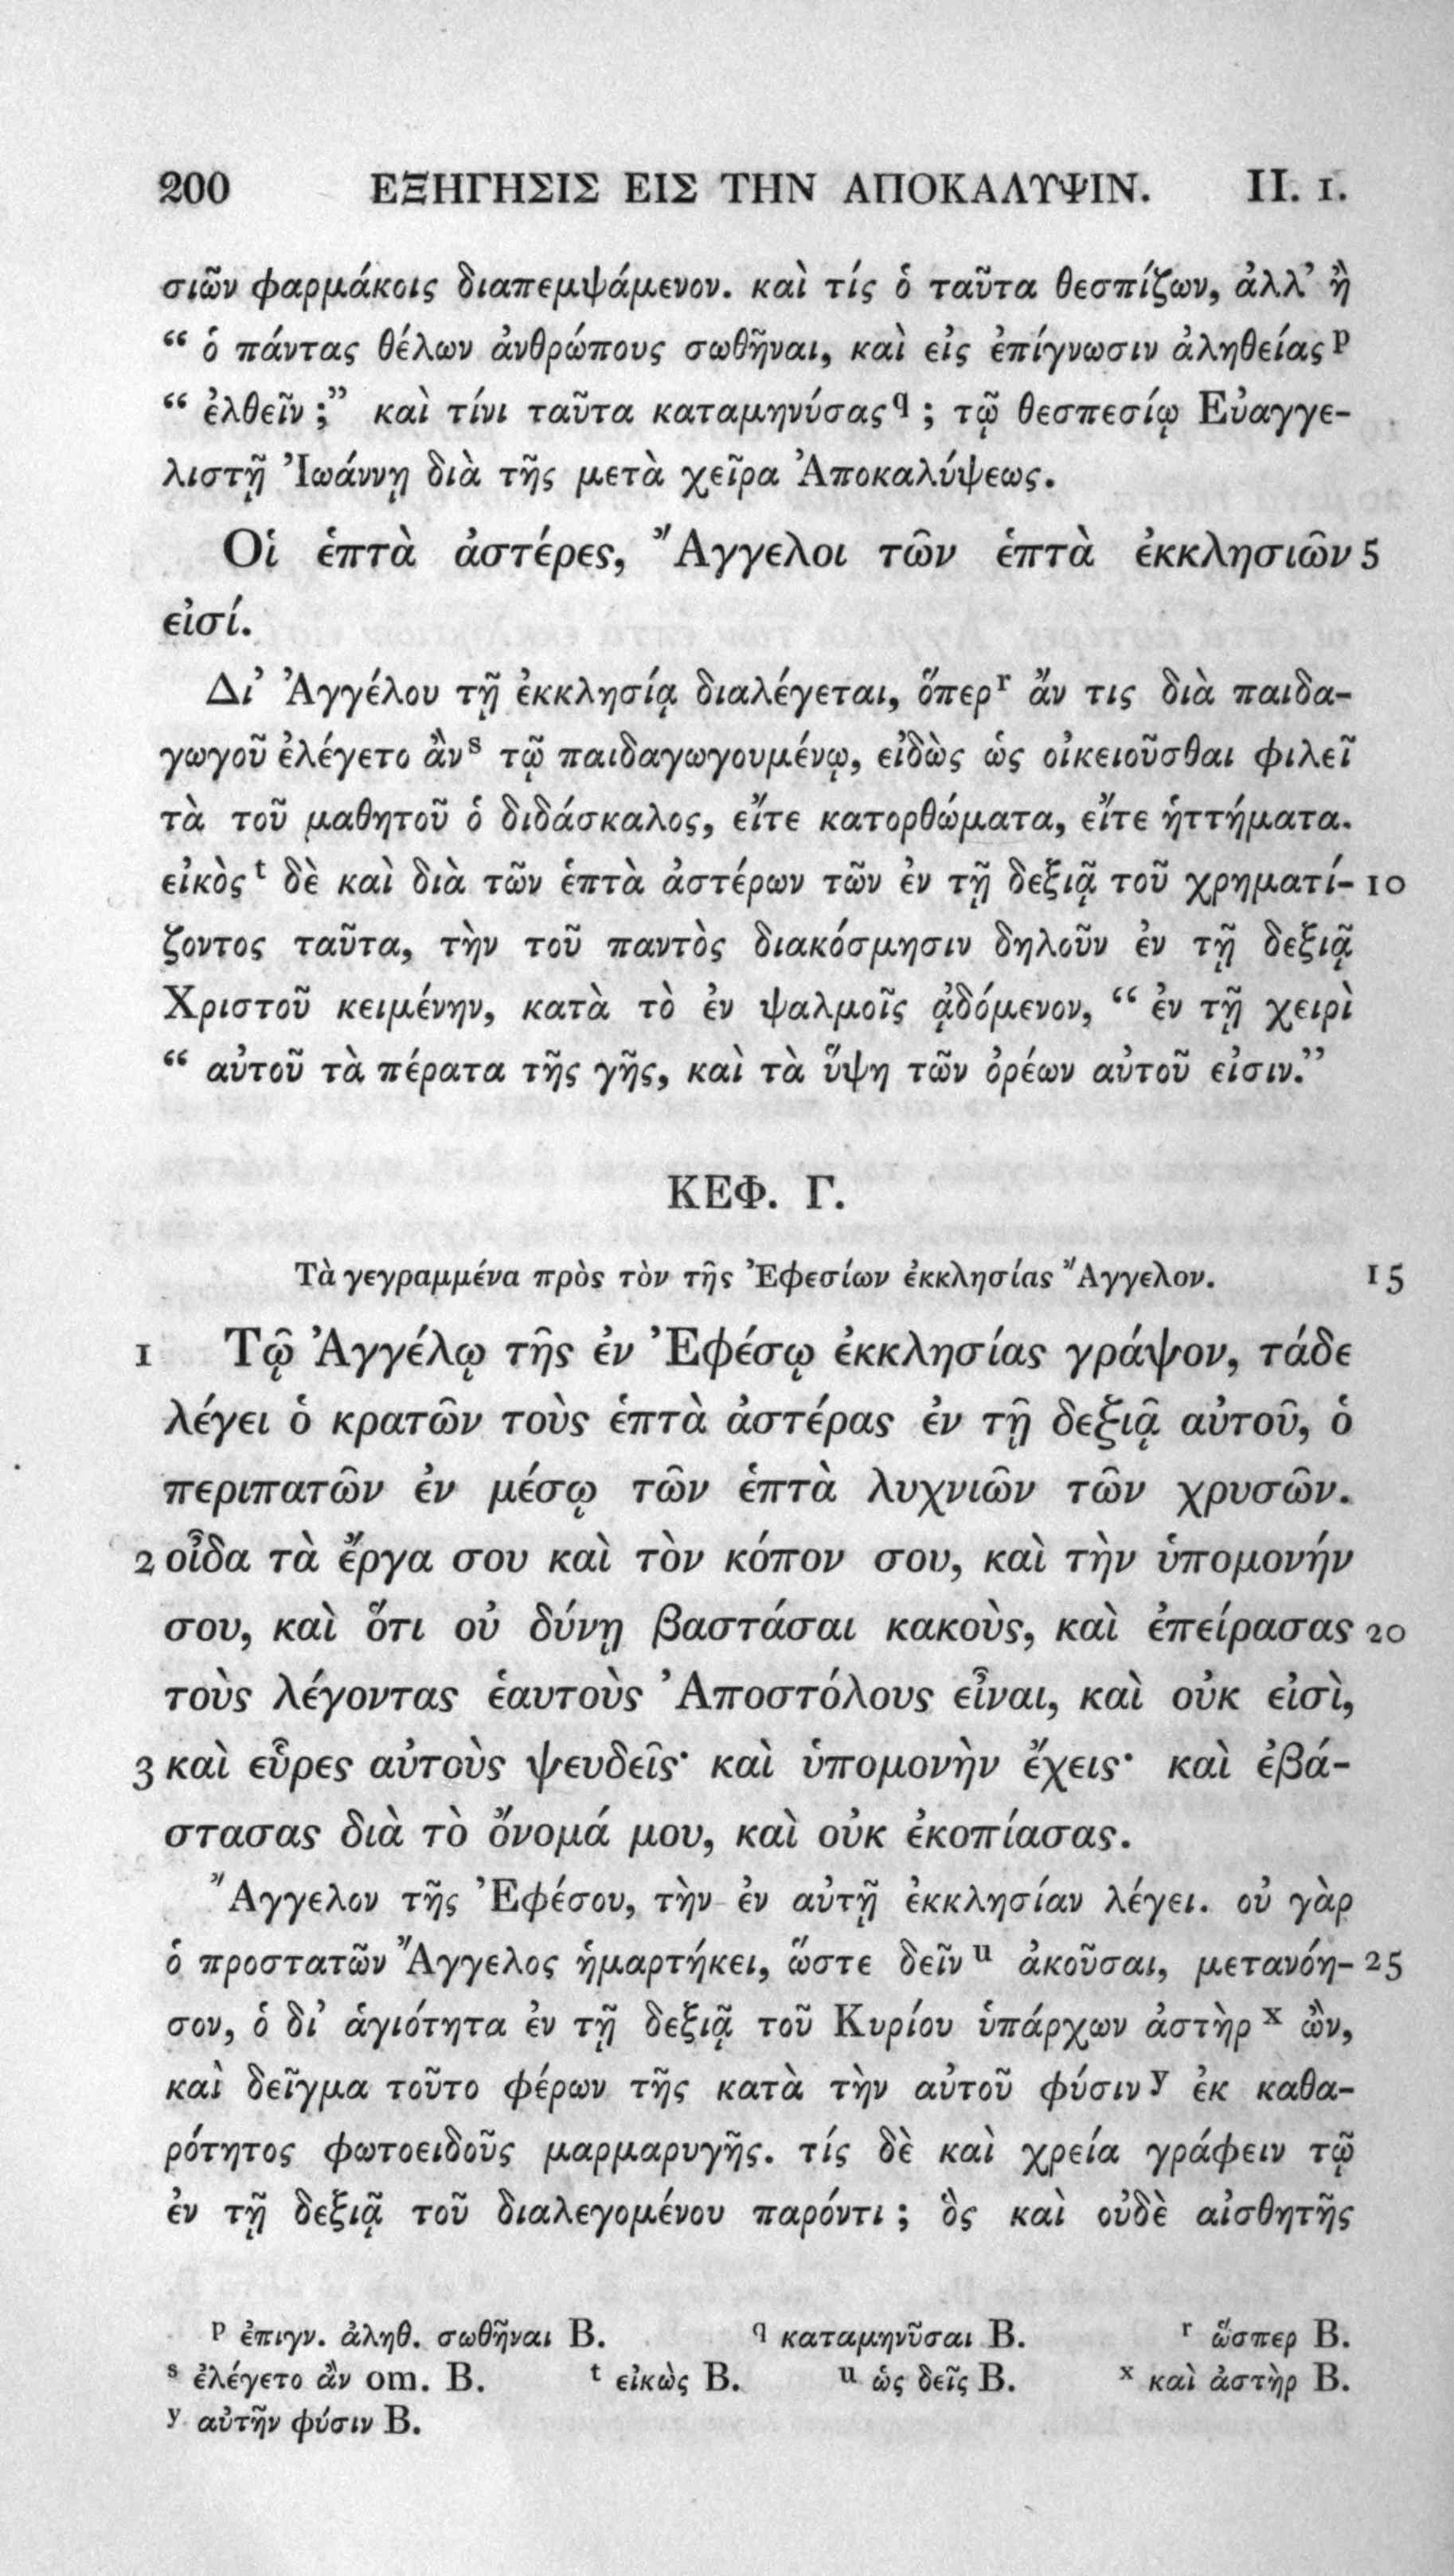 200 ΕΞΗΓΗΣΙΣ ΕΙΣ ΤΗΝ ΑΠΟΚΑΛΥΨΙΝ. II. 1.
σιῶν φαρμάκοις διαπεμψάμενον. καὶ τίς ὁ ταῦτα θεσπίζων, ἀλλ’ ἢ
“ ὁ πάντας θέλων ἀνθρώπους σωθῆναι, καὶ εἰς ἐπίγνωσιν ἀληθείας p
“ ἐλθεῖν ;” καὶ τίνι ταῦτα καταμηνύσας q ; τῷ θεσπεσίῳ Εὐαγγε-
λιστῇ Ἰωάννῃ διὰ τῆς μετὰ χεῖρα Ἀποκαλύψεως.
Οἱ ἑπτὰ ἀστέρες, Ἄγγελοι τῶν ἑπτὰ ἐκκλησιῶν 5
εἰσί.
Δι’ Ἀγγέλου τῇ ἐκκλησίᾳ διαλέγεται, ὅπερ r ἄν τις διὰ παιδα-
γωγοῦ ἐλέγετο ἂν s τῷ παιδαγωγουμένῳ, εἰδὼς ὡς οἰκειοῦσθαι φιλεῖ
τὰ τοῦ μαθητοῦ ὁ διδάσκαλος, εἴτε κατορθώματα, εἴτε ἡττήματα.
εἰκὸς t δὲ καὶ διὰ τῶν ἑπτὰ ἀστέρων τῶν ἐν τῇ δεξιᾷ τοῦ χρηματί- 10
ζοντος ταῦτα, τὴν τοῦ παντὸς διακόσμησιν δηλοῦν ἐν τῇ δεξιᾷ
Χριστοῦ κειμένην, κατὰ τὸ ἐν ψαλμοῖς ᾀδόμενον, “ ἐν τῇ χειρὶ
“ αὐτοῦ τὰ πέρατα τῆς γῆς, καὶ τὰ ὕψη τῶν ὀρέων αὐτοῦ εἰσιν.”
ΚΕΦ. Γ.
Τὰ γεγραμμένα πρὸς τὸν τῆς Ἐφεσίων ἐκκλησίας Ἄγγελον. 15
1 Τῷ Ἀγγέλῳ τῆς ἐν Ἐφέσῳ ἐκκλησίας γράψον, τάδε
λέγει ὁ κρατῶν τοὺς ἑπτὰ ἀστέρας ἐν τῇ δεξιᾷ αὐτοῦ, ὁ
περιπατῶν ἐν μέσῳ τῶν ἑπτὰ λυχνιῶν τῶν χρυσῶν.
2 οἶδα τὰ ἔργα σου καὶ τὸν κόπον σου, καὶ τὴν ὑπομονήν
σου, καὶ ὅτι οὐ δύνῃ βαστάσαι κακοὺς, καὶ ἐπείρασας 20
τοὺς λέγοντας ἑαυτοὺς Ἀποστόλους εἶναι, καὶ οὐκ εἰσὶ,
3 καὶ εὗρες αὐτοὺς ψευδεῖς· καὶ ὑπομονὴν ἔχεις· καὶ ἐβά-
στασας διὰ τὸ ὄνομά μου, καὶ οὐκ ἐκοπίασας.
Ἄγγελον τῆς Ἐφέσου, τὴν ἐν αὐτῇ ἐκκλησίαν λέγει. οὐ γὰρ
ὁ προστατῶν Ἄγγελος ἡμαρτήκει, ὥστε δεῖν u ἀκοῦσαι, μετανόη- 25
σον, ὁ δι’ ἁγιότητα ἐν τῇ δεξιᾷ τοῦ Κυρίου ὑπάρχων ἀστὴρ x ὢν,
καὶ δεῖγμα τοῦτο φέρων τῆς κατὰ τὴν αὐτοῦ φύσιν y ἐκ καθα-
ρότητος φωτοειδοῦς μαρμαρυγῆς. τίς δὲ καὶ χρεία γράφειν τῷ
ἐν τῇ δεξιᾷ τοῦ διαλεγομένου παρόντι ; ὃς καὶ οὐδὲ αἰσθητῆς
p ἐπιγν. ἀληθ. σωθῆναι B. q καταμηνῦσαι B. r ὥσπερ B.
s ἐλέγετο ἂν om. B. t εἰκὼς B. u ὡς δεῖς B. x καὶ ἀστὴρ B.
y αὐτῆν φύσιν B.